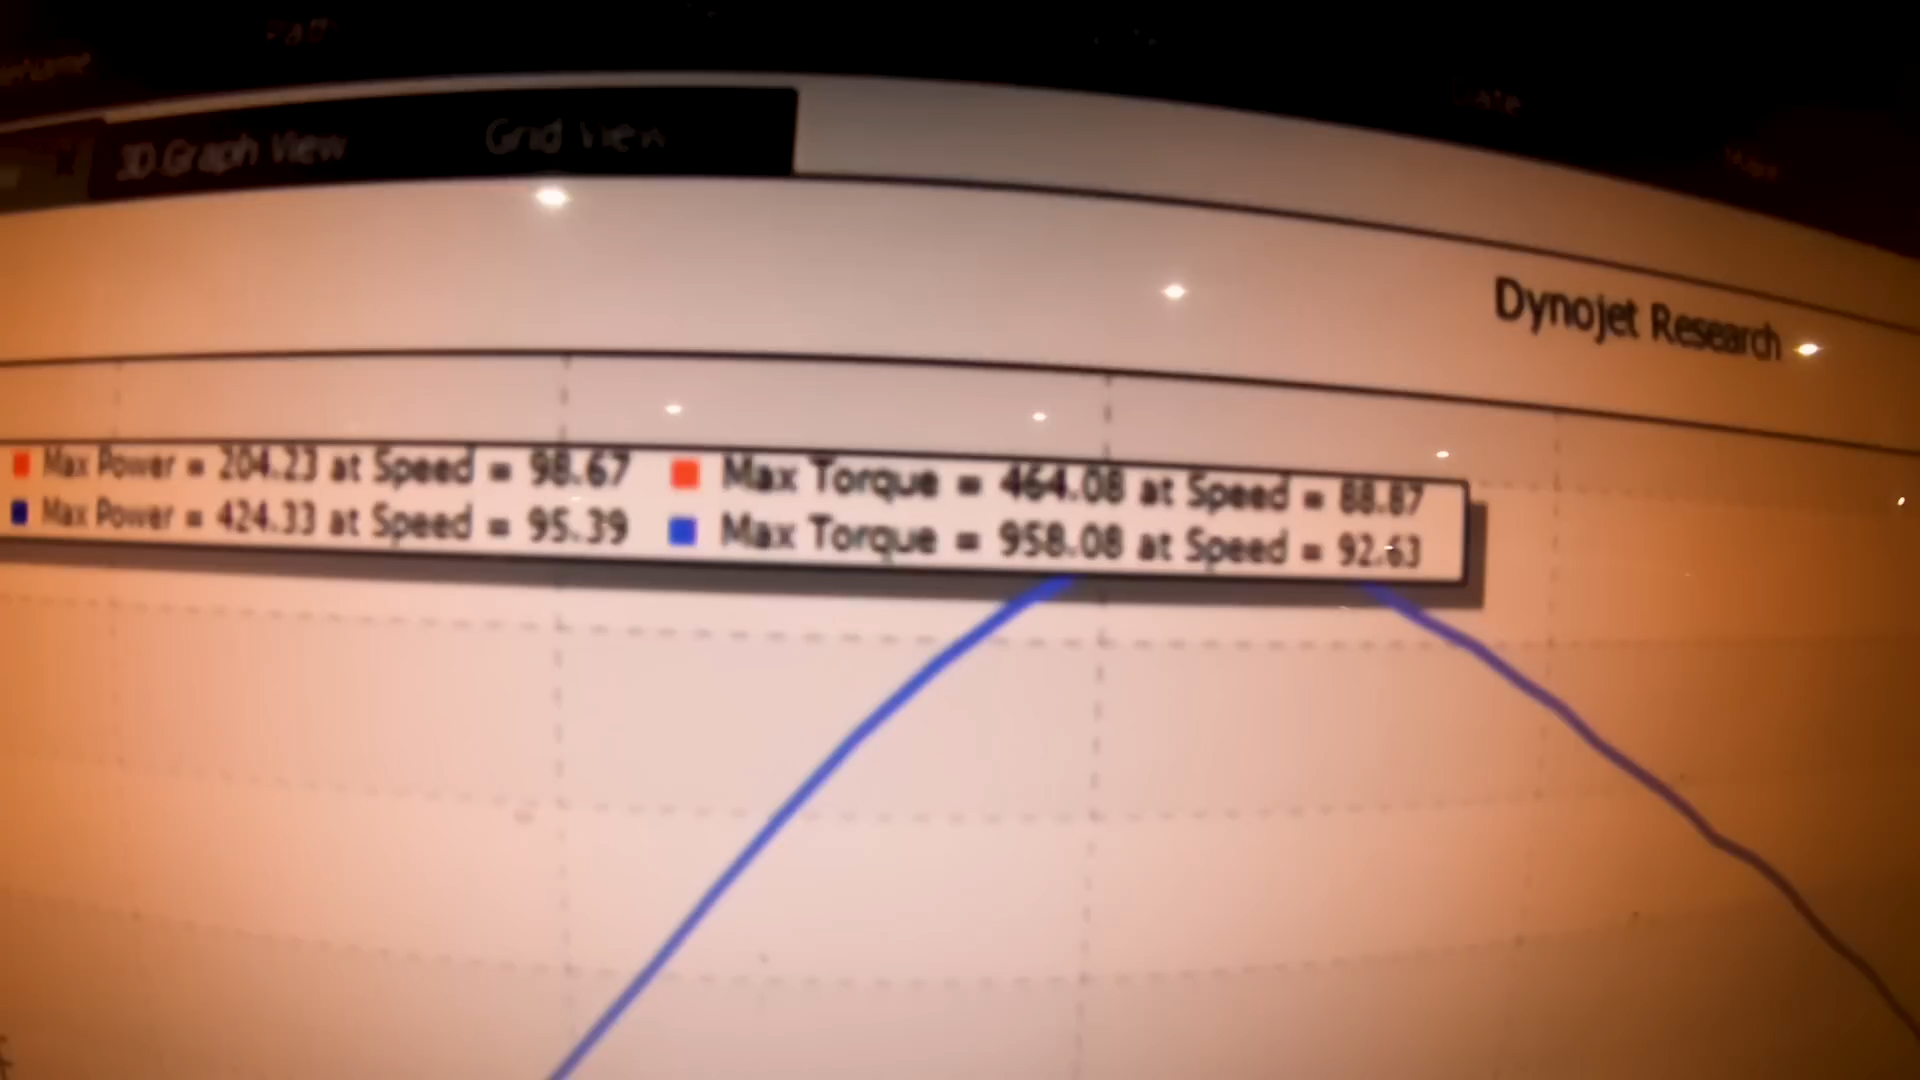 Path
Date
3D Graph View
Grid View
Dynojet Research
Max Power = 204.23 at Speed = 98.67
Max Torque = 464.08 at Speed = 88.87
Max Power = 424.33 at Speed = 95.39
Max Torque = 958.08 at Speed = 92.63